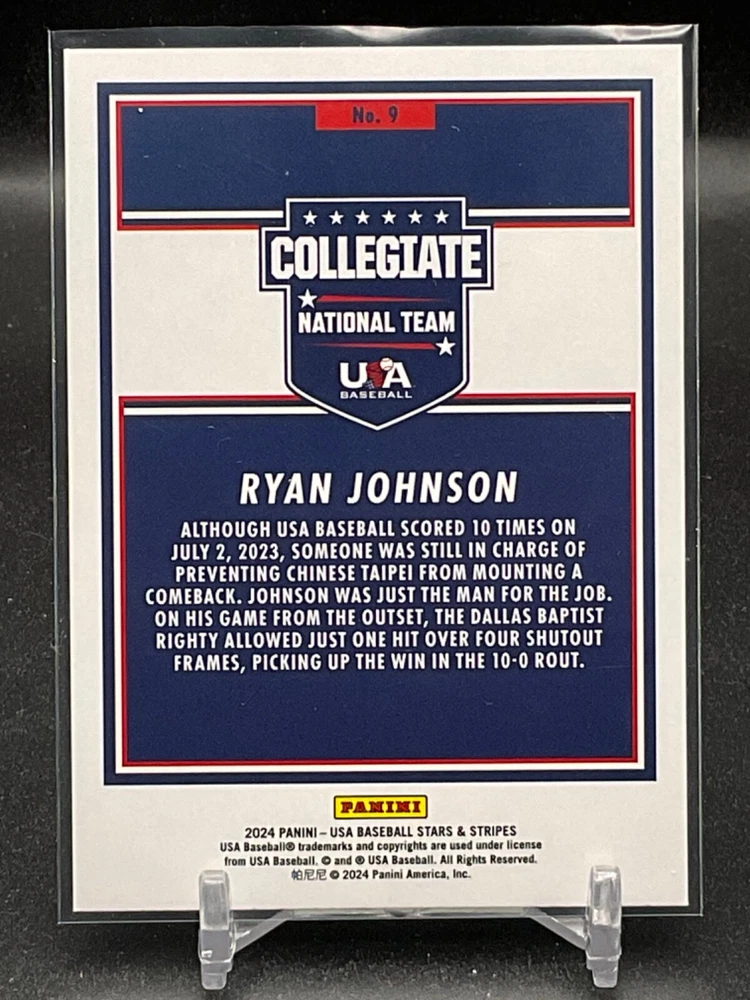 No. 9
COLLEGIATE
NATIONAL TEAM
USA
BASEBALL
RYAN JOHNSON
ALTHOUGH USA BASEBALL SCORED 10 TIMES ON
JULY 2, 2023, SOMEONE WAS STILL IN CHARGE OF
PREVENTING CHINESE TAIPEI FROM MOUNTING A
COMEBACK. JOHNSON WAS JUST THE MAN FOR THE JOB.
ON HIS GAME FROM THE OUTSET, THE DALLAS BAPTIST
RIGHTY ALLOWED JUST ONE HIT OVER FOUR SHUTOUT
FRAMES, PICKING UP THE WIN IN THE 10-0 ROUT.
PANINI
2024 PANINI – USA BASEBALL STARS & STRIPES
USA Baseball® trademarks and copyrights are used under license
from USA Baseball. © and ® USA Baseball. All Rights Reserved.
帕尼尼 © 2024 Panini America, Inc.